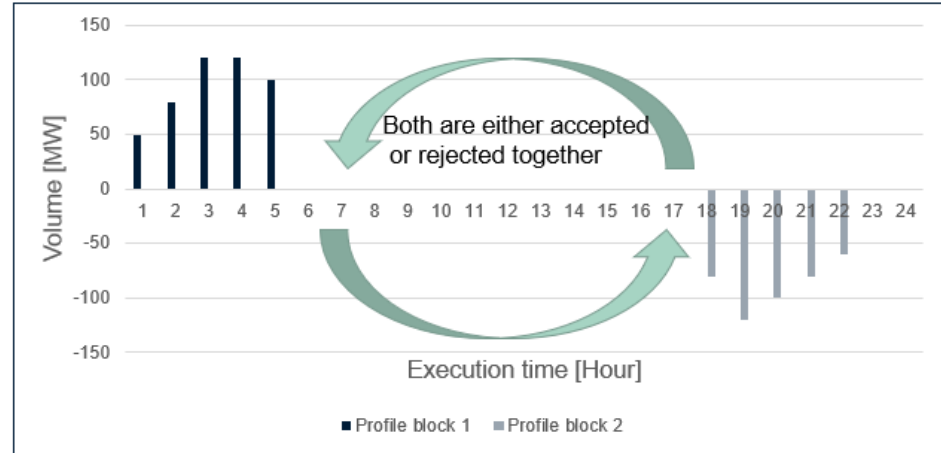 150
100
50
0
-50
-100
-150
Volume [MW]
Both are either accepted
or rejected together
1 2 3 4 5 6 7 8 9 10 11 12 13 14 15 16 17 18 19 20 21 22 23 24
Execution time [Hour]
Profile block 1 Profile block 2